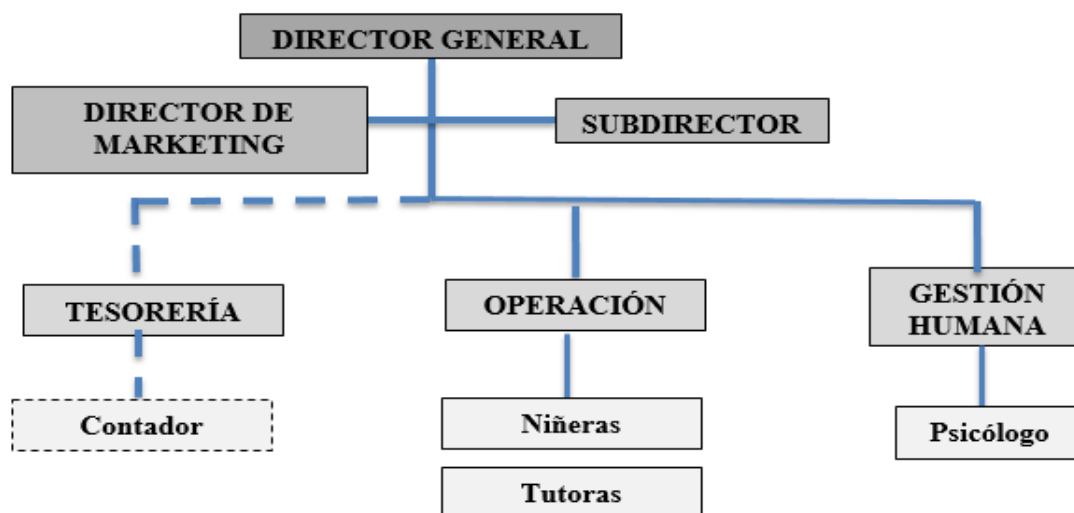 DIRECTOR GENERAL
DIRECTOR DE
MARKETING
SUBDIRECTOR
TESORERÍA
OPERACIÓN
GESTIÓN
HUMANA
Contador
Niñeras
Psicólogo
Tutoras